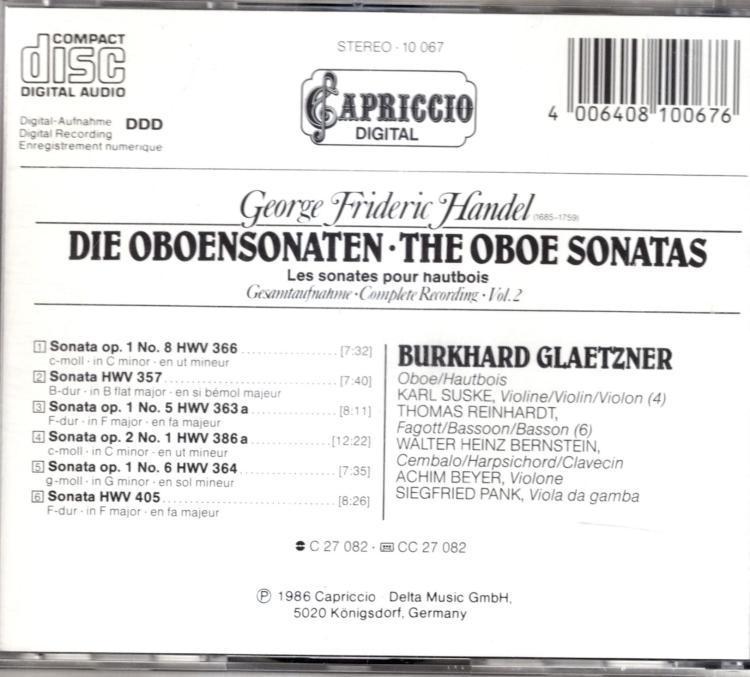 COMPACT
disc
DIGITAL AUDIO
STEREO · 10 067
CAPRICCIO
DIGITAL
4 006408 100676
Digital-Aufnahme DDD
Digital Recording
Enregistrement numerique
George Frideric Handel (1685-1759)
DIE OBOENSONATEN · THE OBOE SONATAS
Les sonates pour hautbois
Gesamtaufnahme · Complete Recording · Vol. 2
1 Sonata op. 1 No. 8 HWV 366 [7:32]
c-moll · in C minor · en ut mineur
2 Sonata HWV 357 [7:40]
B-dur · in B flat major · en si bémol majeur
3 Sonata op. 1 No. 5 HWV 363a [8:11]
F-dur · in F major · en fa majeur
4 Sonata op. 2 No. 1 HWV 386a [12:22]
c-moll · in C minor · en ut mineur
5 Sonata op. 1 No. 6 HWV 364 [7:35]
g-moll · in G minor · en sol mineur
6 Sonata HWV 405 [8:26]
F-dur · in F major · en fa majeur
BURKHARD GLAETZNER
Oboe/Hautbois
KARL SUSKE, Violine/Violin/Violon (4)
THOMAS REINHARDT,
Fagott/Bassoon/Basson (6)
WALTER HEINZ BERNSTEIN,
Cembalo/Harpsichord/Clavecin
ACHIM BEYER, Violone
SIEGFRIED PANK, Viola da gamba
C 27 082 · CC 27 082
℗ 1986 Capriccio Delta Music GmbH,
5020 Königsdorf, Germany